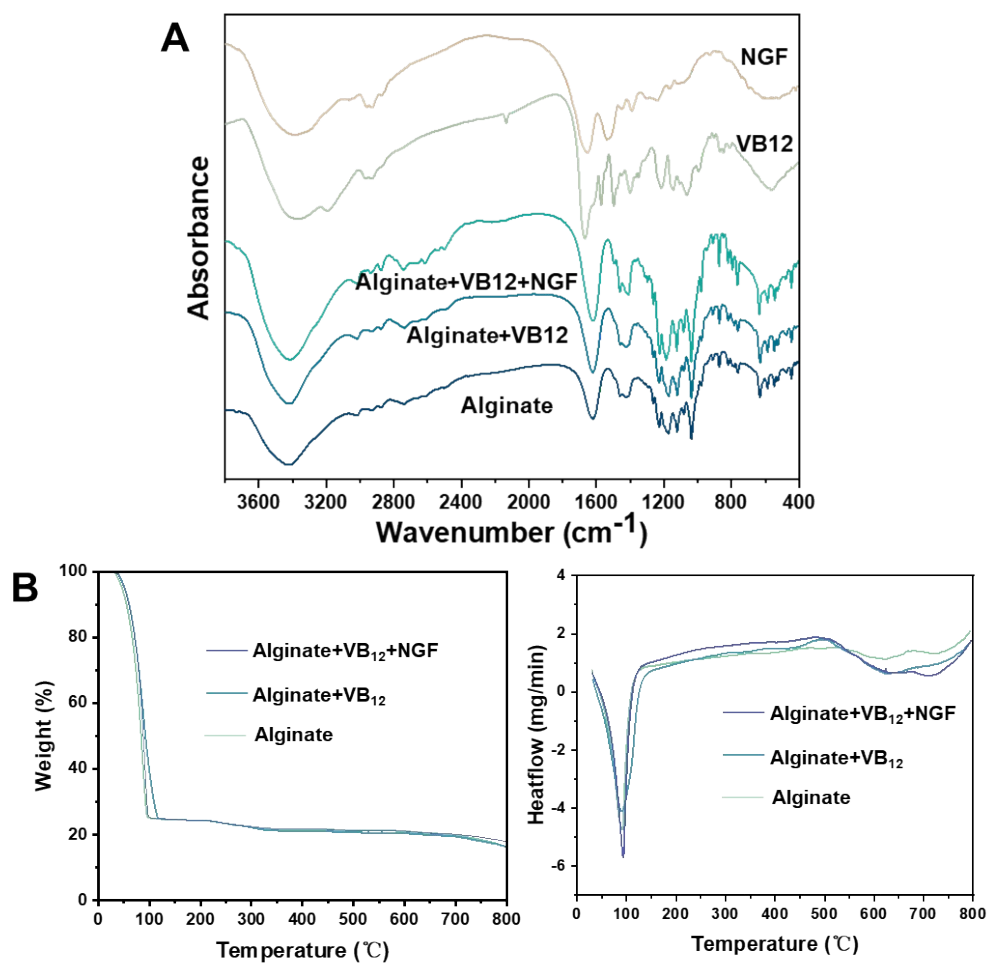 A
NGF
VB12
Alginate+VB12+NGF
Alginate+VB12
Alginate
Absorbance
3600 3200 2800 2400 2000 1600 1200 800 400
Wavenumber (cm-1)
B
100
80
60
40
20
0
Weight (%)
Alginate+VB12+NGF
Alginate+VB12
Alginate
0 100 200 300 400 500 600 700 800
Temperature (℃)
4
2
0
-2
-4
-6
Heatflow (mg/min)
Alginate+VB12+NGF
Alginate+VB12
Alginate
0 100 200 300 400 500 600 700 800
Temperature (℃)